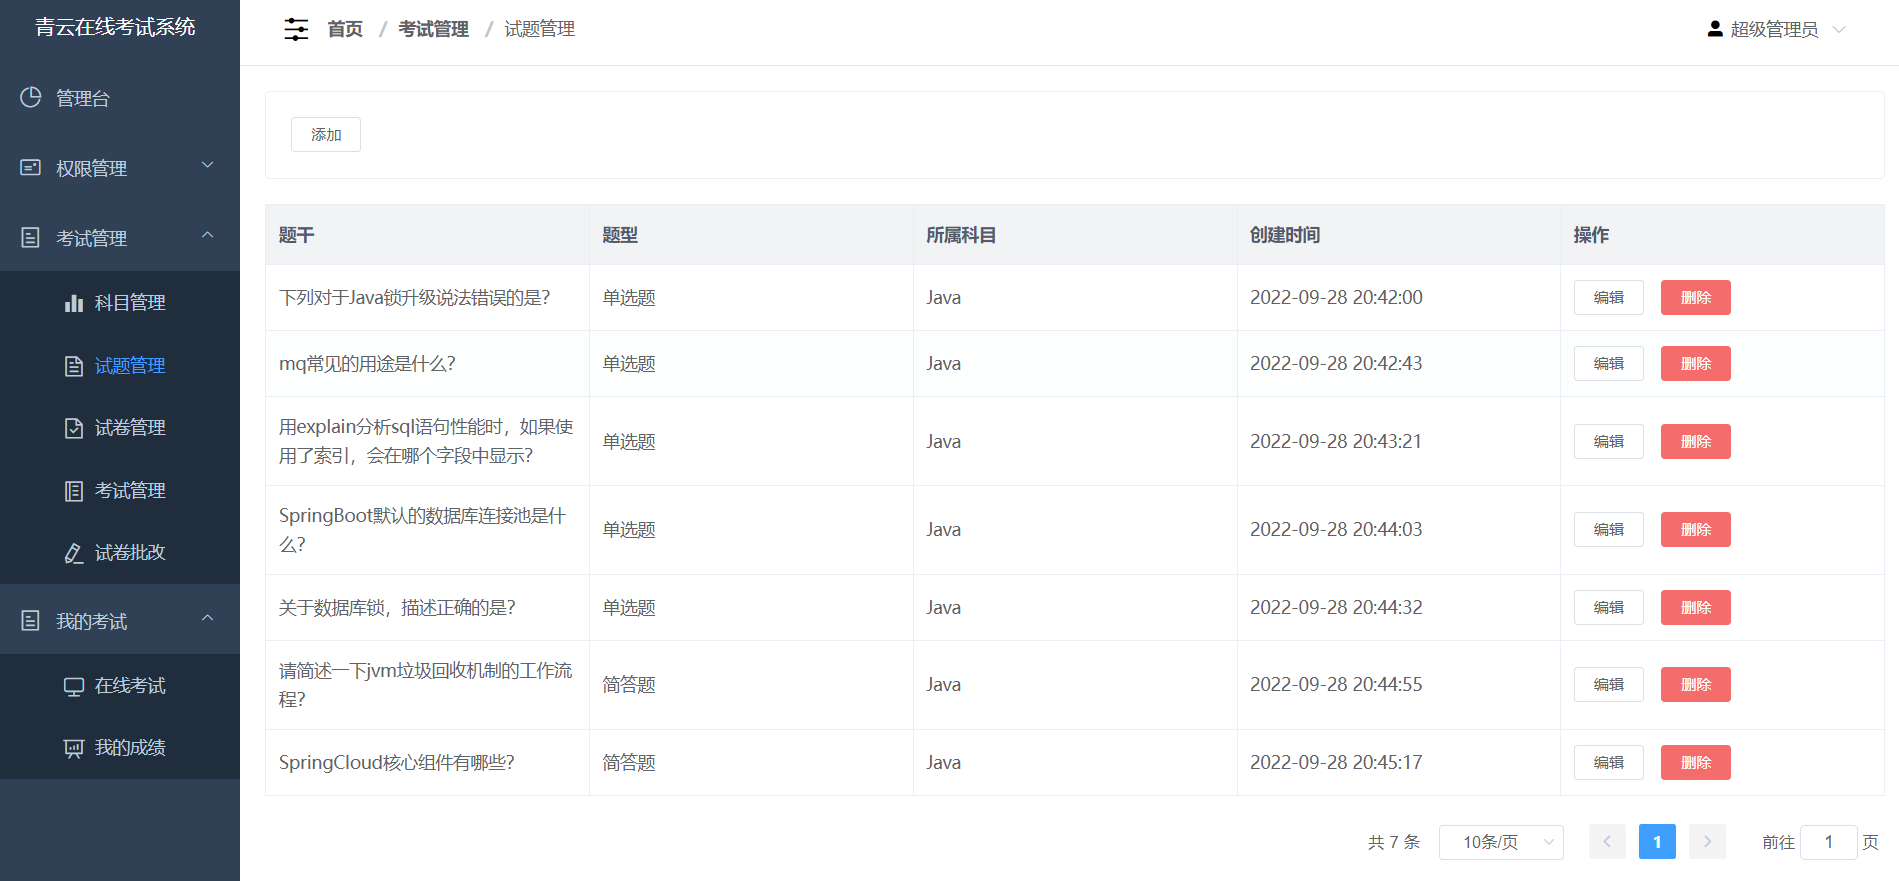 青云在线考试系统
管理台
权限管理
考试管理
科目管理
试题管理
试卷管理
考试管理
试卷批改
我的考试
在线考试
我的成绩
首页 / 考试管理 / 试题管理
超级管理员
添加
题干 题型 所属科目 创建时间 操作
下列对于Java锁升级说法错误的是? 单选题 Java 2022-09-28 20:42:00 编辑 删除
mq常见的用途是什么? 单选题 Java 2022-09-28 20:42:43 编辑 删除
用explain分析sql语句性能时，如果使
用了索引，会在哪个字段中显示? 单选题 Java 2022-09-28 20:43:21 编辑 删除
SpringBoot默认的数据库连接池是什
么? 单选题 Java 2022-09-28 20:44:03 编辑 删除
关于数据库锁，描述正确的是? 单选题 Java 2022-09-28 20:44:32 编辑 删除
请简述一下jvm垃圾回收机制的工作流
程? 简答题 Java 2022-09-28 20:44:55 编辑 删除
SpringCloud核心组件有哪些? 简答题 Java 2022-09-28 20:45:17 编辑 删除
共 7 条 10条/页 1 前往 1 页